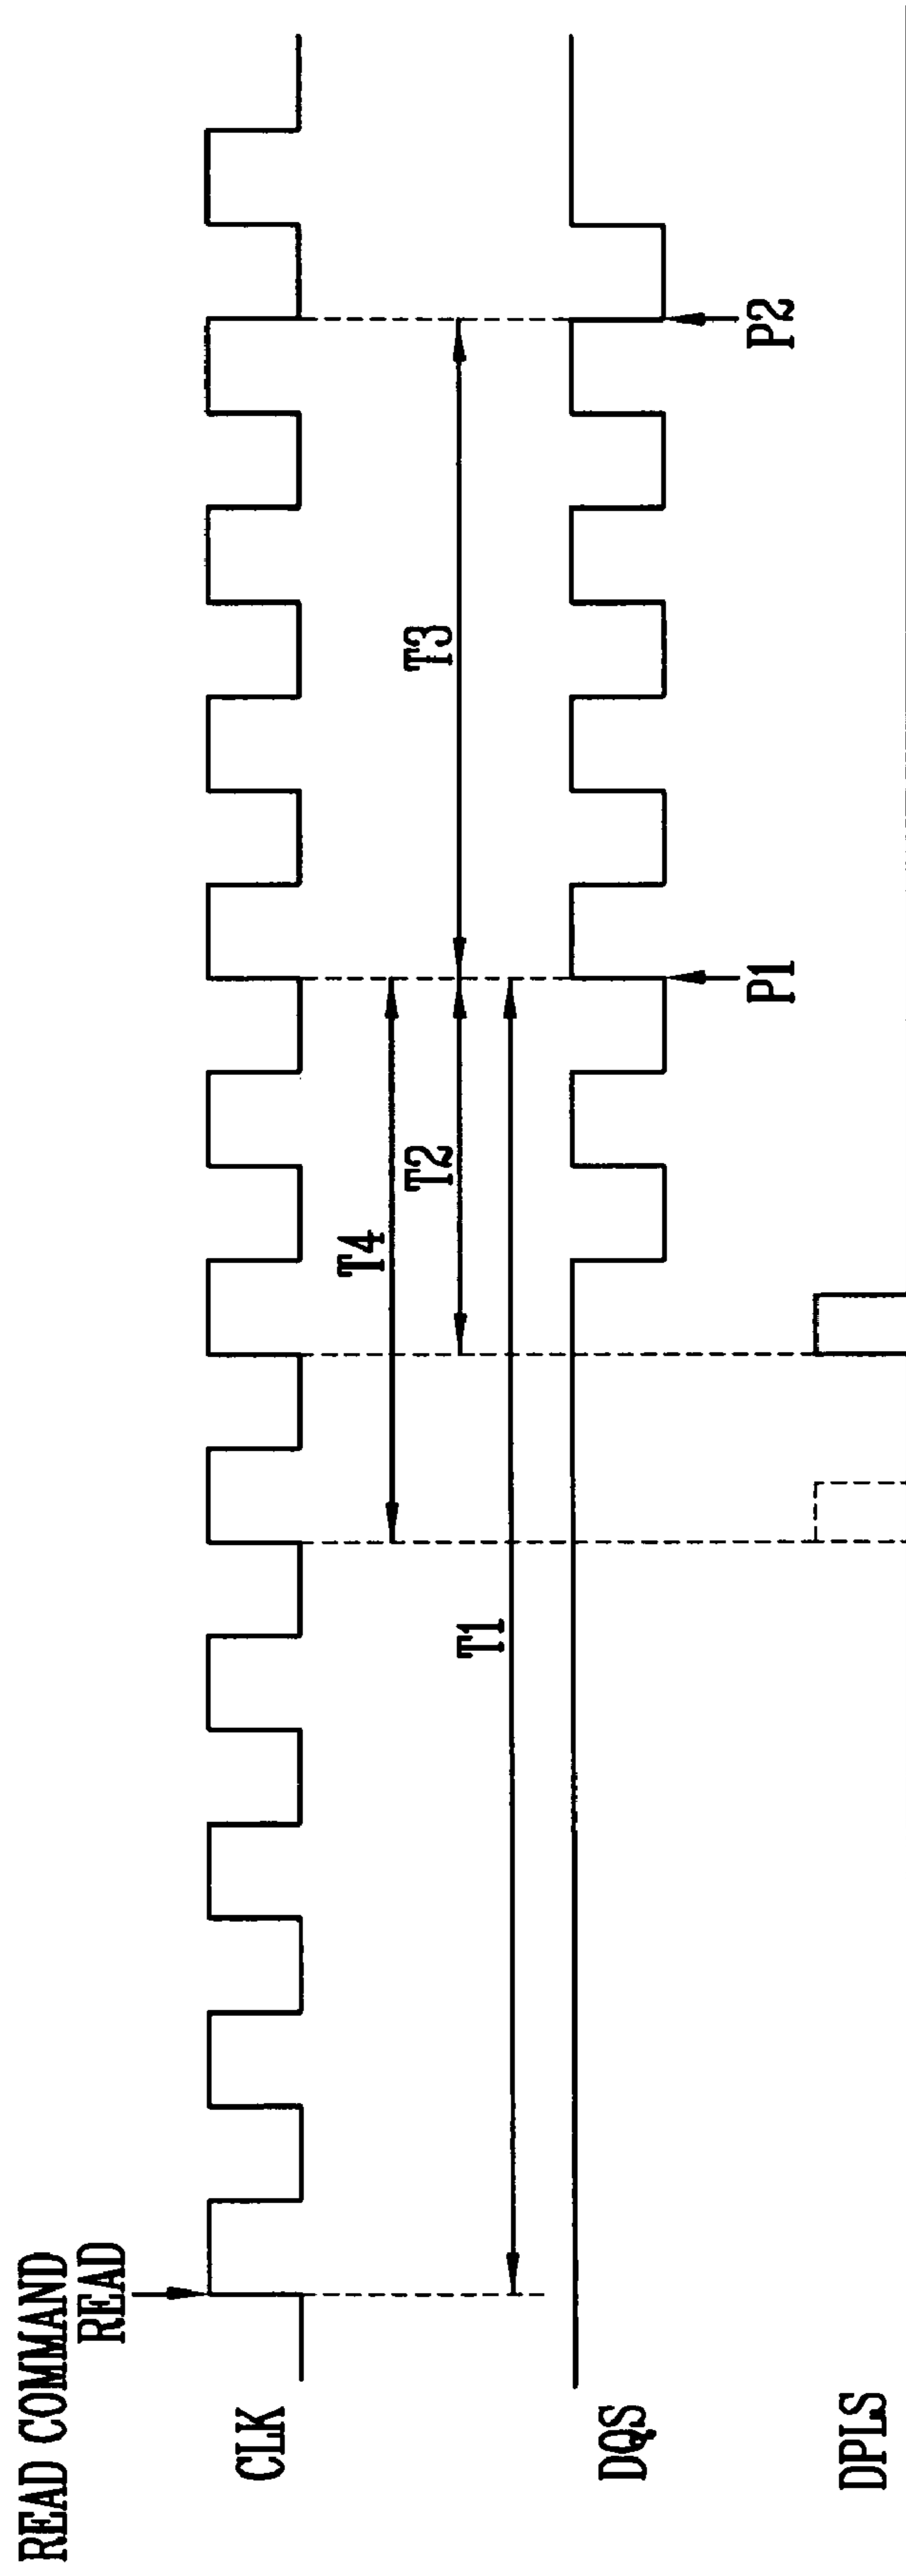 READ COMMAND
READ
CLK
T4
T2
T3
T1
DQS
P1
P2
DPLS